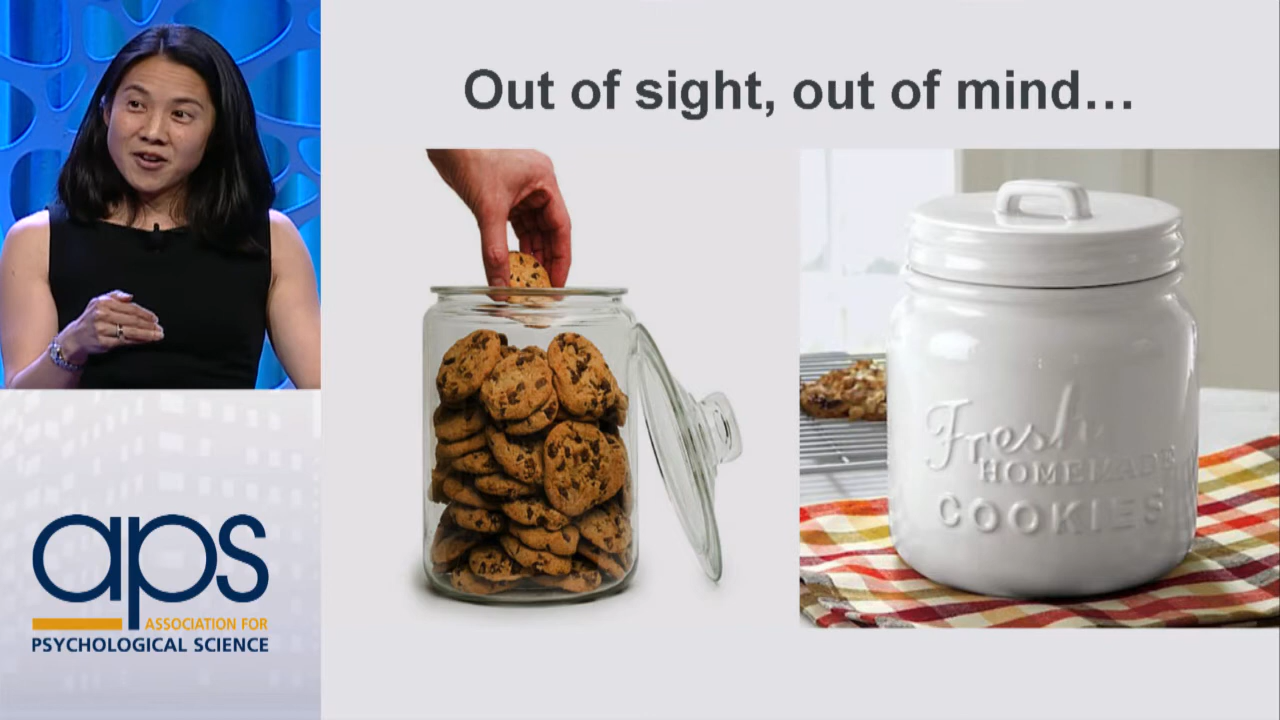 Out of sight, out of mind…
Fresh
HOMEMADE
COOKIES
aps
ASSOCIATION FOR
PSYCHOLOGICAL SCIENCE